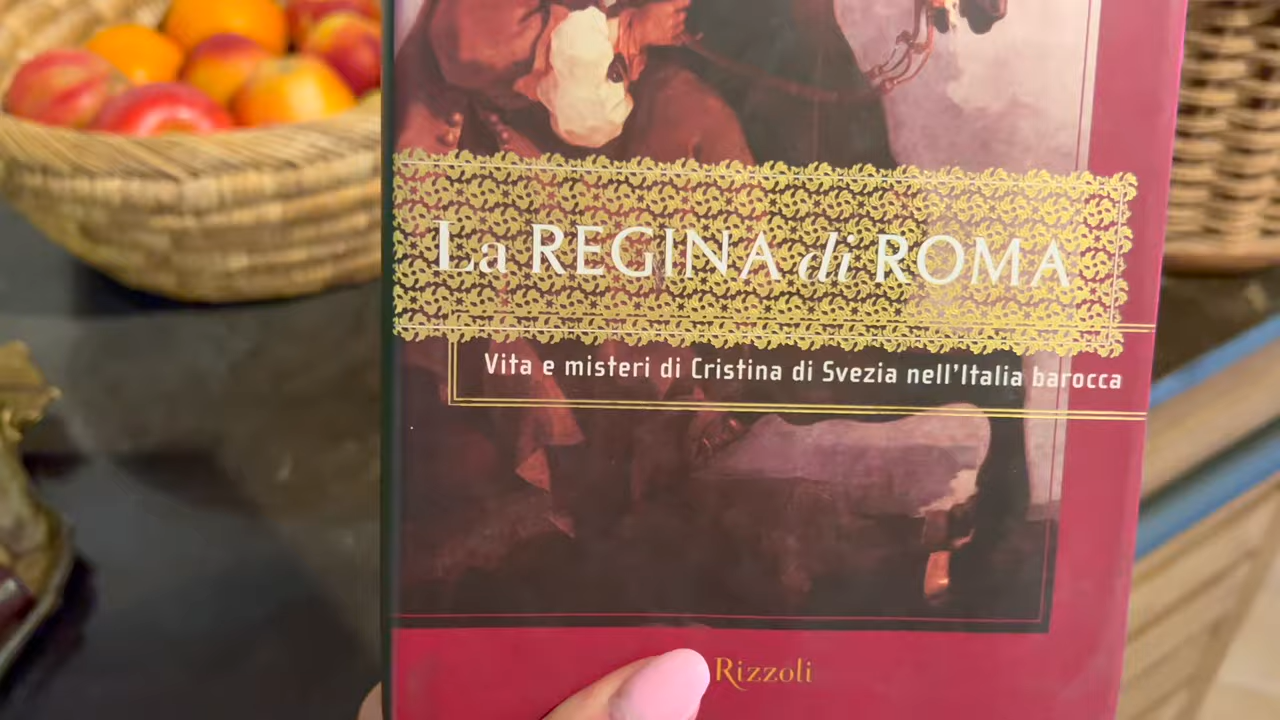 La REGINA di ROMA
Vita e misteri di Cristina di Svezia nell'Italia barocca
Rizzoli